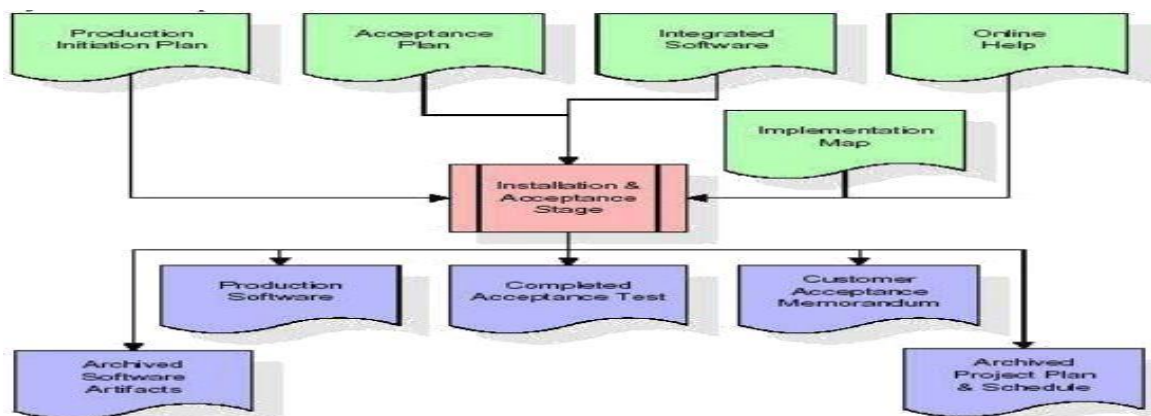 Production
Initiation Plan
Acceptance
Plan
Integrated
Software
Online
Help
Implementation
Map
Installation &
Acceptance
Stage
Production
Software
Completed
Acceptance Test
Customer
Acceptance
Memorandum
Archived
Software
Artifacts
Archived
Project Plan
& Schedule